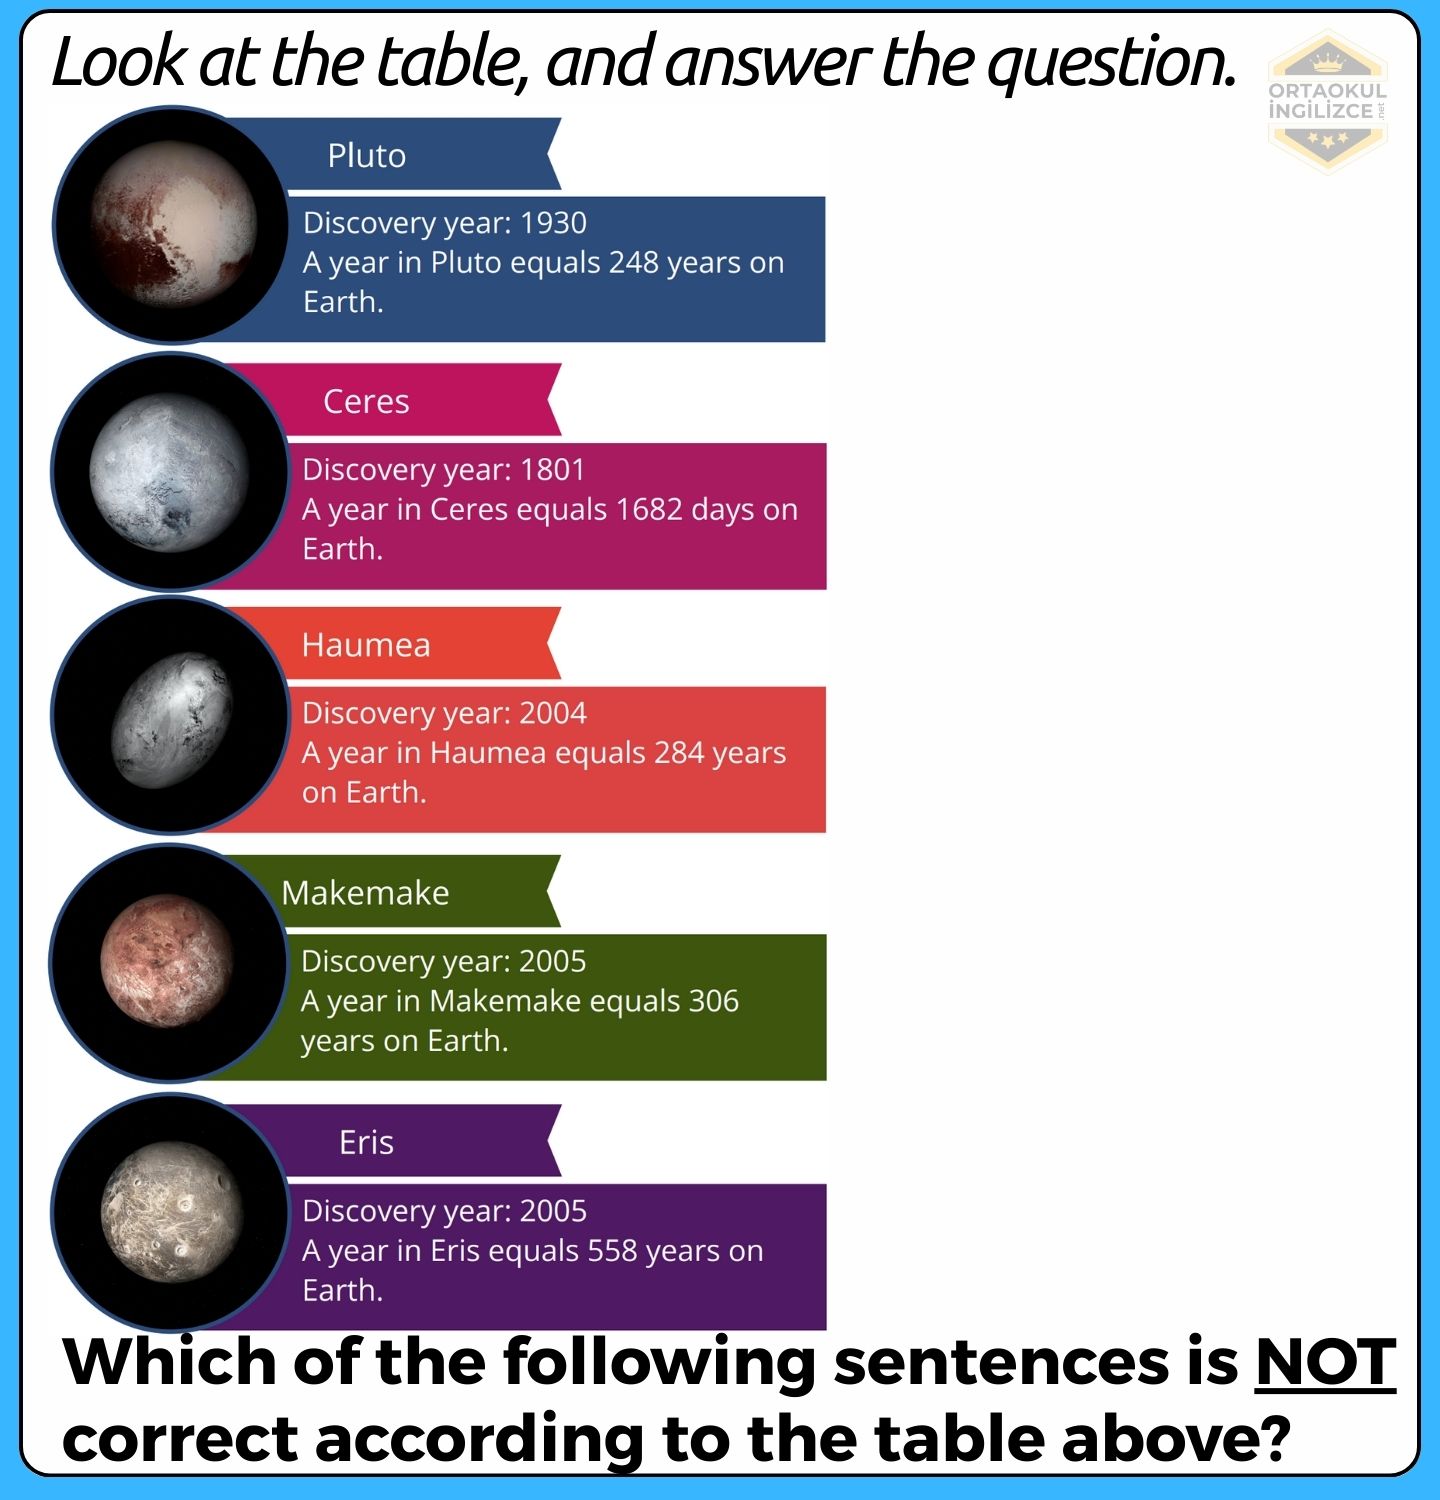 Look at the table, and answer the question.
ORTAOKUL
İNGİLİZCE
.net
Pluto
Discovery year: 1930
A year in Pluto equals 248 years on
Earth.
Ceres
Discovery year: 1801
A year in Ceres equals 1682 days on
Earth.
Haumea
Discovery year: 2004
A year in Haumea equals 284 years
on Earth.
Makemake
Discovery year: 2005
A year in Makemake equals 306
years on Earth.
Eris
Discovery year: 2005
A year in Eris equals 558 years on
Earth.
Which of the following sentences is NOT
correct according to the table above?